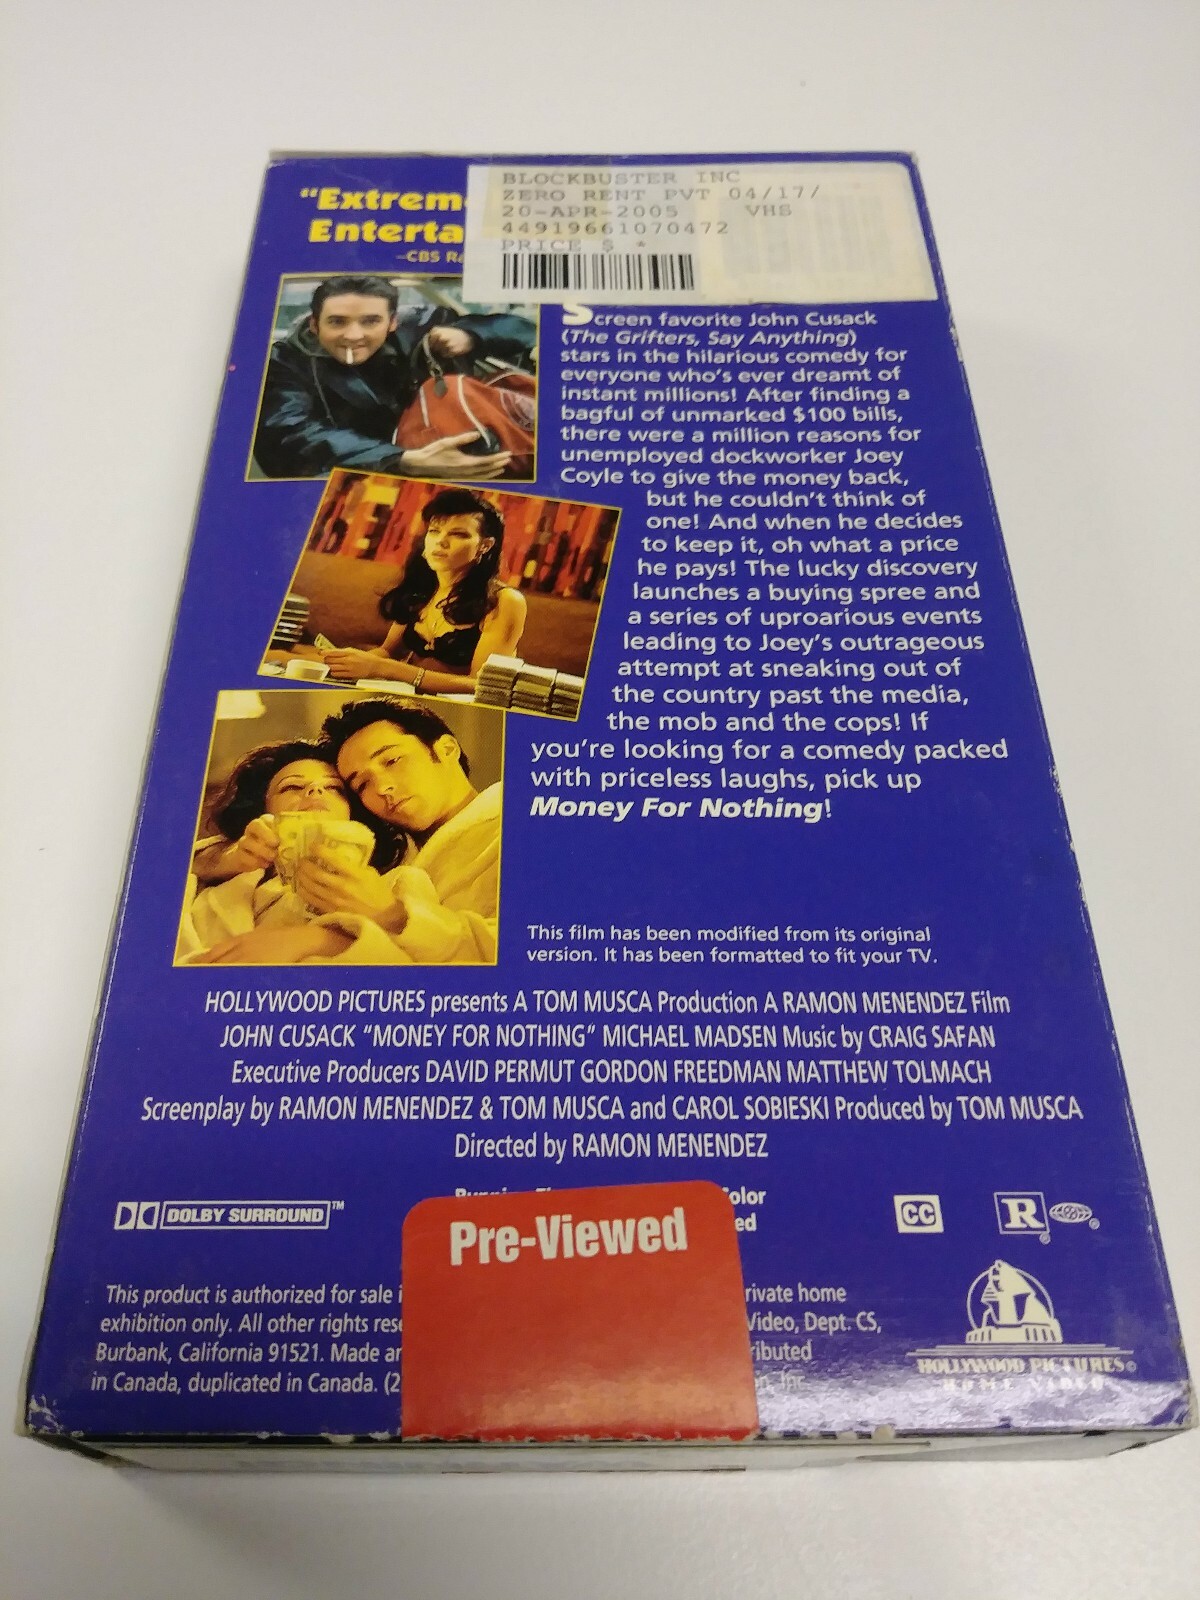 BLOCKBUSTER INC
ZERO RENT PVT 04/17/
20-APR-2005 VHS
44919661070472
PRICE $ *
"Extrem
Enterta
-CBS Ra
Screen favorite John Cusack
(The Grifters, Say Anything)
stars in the hilarious comedy for
everyone who's ever dreamt of
instant millions! After finding a
bagful of unmarked $100 bills,
there were a million reasons for
unemployed dockworker Joey
Coyle to give the money back,
but he couldn't think of
one! And when he decides
to keep it, oh what a price
he pays! The lucky discovery
launches a buying spree and
a series of uproarious events
leading to Joey's outrageous
attempt at sneaking out of
the country past the media,
the mob and the cops! If
you're looking for a comedy packed
with priceless laughs, pick up
Money For Nothing!
This film has been modified from its original
version. It has been formatted to fit your TV.
HOLLYWOOD PICTURES presents A TOM MUSCA Production A RAMON MENENDEZ Film
JOHN CUSACK "MONEY FOR NOTHING" MICHAEL MADSEN Music by CRAIG SAFAN
Executive Producers DAVID PERMUT GORDON FREEDMAN MATTHEW TOLMACH
Screenplay by RAMON MENENDEZ & TOM MUSCA and CAROL SOBIESKI Produced by TOM MUSCA
Directed by RAMON MENENDEZ
DOLBY SURROUND™
olor
ed
CC
R®
Pre-Viewed
This product is authorized for sale i rivate home
exhibition only. All other rights rese Video, Dept. CS,
Burbank, California 91521. Made an ributed
in Canada, duplicated in Canada. (2 n, Inc.
HOLLYWOOD PICTURES©
HOME VIDEO